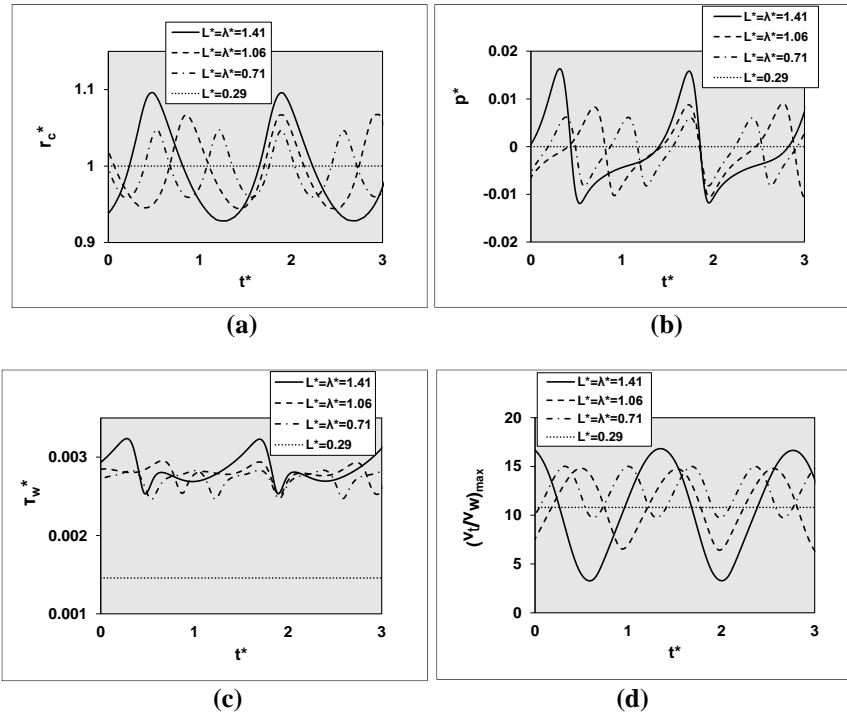 L*=λ*=1.41
L*=λ*=1.06
L*=λ*=0.71
L*=0.29
1.1
1
0.9
r_c*
0 1 2 3
t*
(a)
L*=λ*=1.41
L*=λ*=1.06
L*=λ*=0.71
L*=0.29
0.02
0.01
0
-0.01
-0.02
p*
0 1 2 3
t*
(b)
L*=λ*=1.41
L*=λ*=1.06
L*=λ*=0.71
L*=0.29
0.003
0.002
0.001
τ_w*
0 1 2 3
t*
(c)
L*=λ*=1.41
L*=λ*=1.06
L*=λ*=0.71
L*=0.29
20
15
10
5
0
(ν_t/ν_w)_max
0 1 2 3
t*
(d)